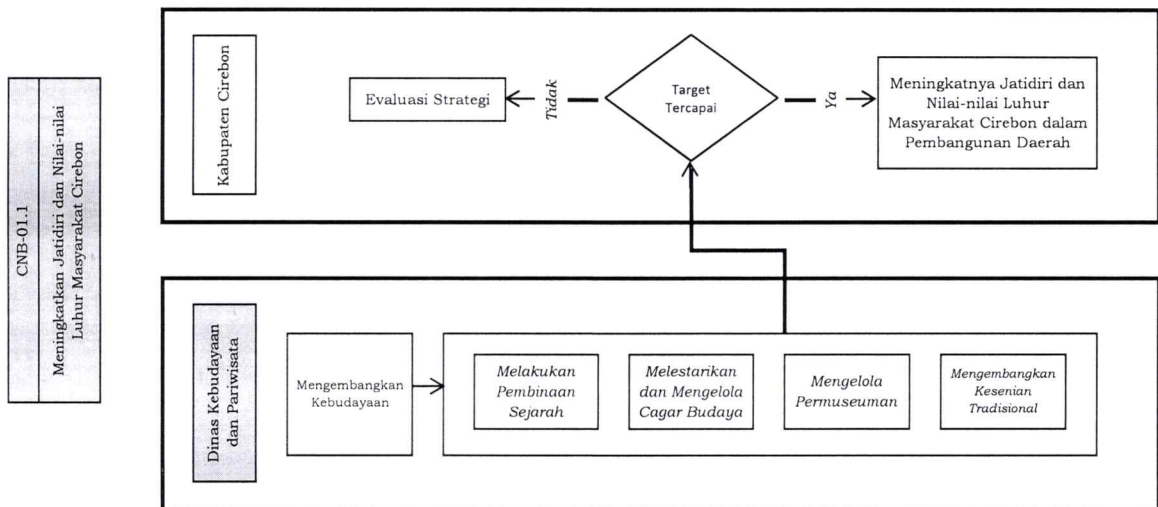 CNB-01.1
Meningkatkan Jatidiri dan Nilai-nilai
Luhur Masyarakat Cirebon
Kabupaten Cirebon
Evaluasi Strategi
Tidak
Target
Tercapai
Ya
Meningkatnya Jatidiri dan
Nilai-nilai Luhur
Masyarakat Cirebon dalam
Pembangunan Daerah
Dinas Kebudayaan
dan Pariwisata
Mengembangkan
Kebudayaan
Melakukan
Pembinaan
Sejarah
Melestarikan
dan Mengelola
Cagar Budaya
Mengelola
Permuseuman
Mengembangkan
Kesenian
Tradisional